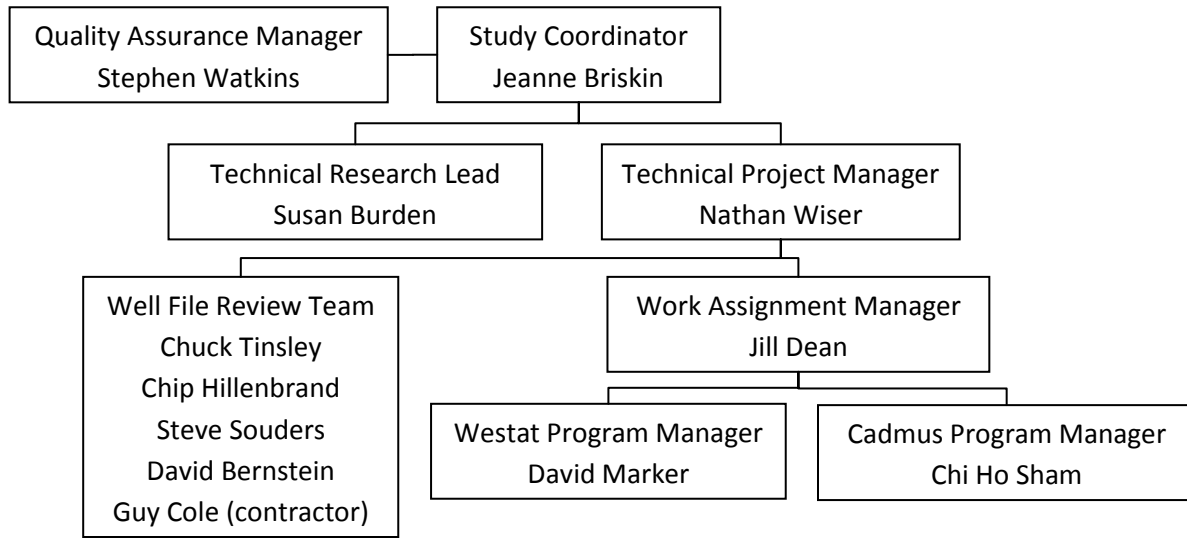 Quality Assurance Manager
Stephen Watkins
Study Coordinator
Jeanne Briskin
Technical Research Lead
Susan Burden
Technical Project Manager
Nathan Wiser
Well File Review Team
Chuck Tinsley
Chip Hillenbrand
Steve Souders
David Bernstein
Guy Cole (contractor)
Work Assignment Manager
Jill Dean
Westat Program Manager
David Marker
Cadmus Program Manager
Chi Ho Sham